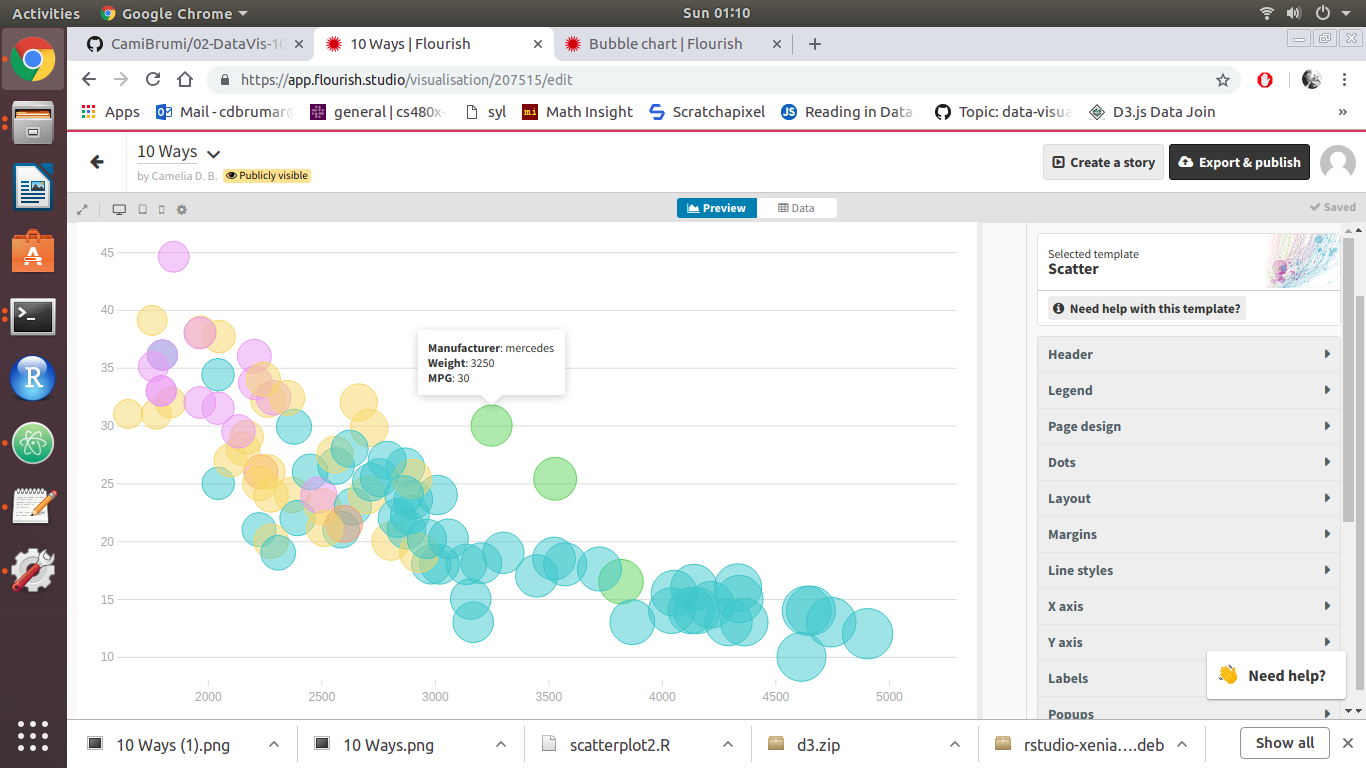 Activities
Google Chrome
Sun 01:10
CamiBrumi/02-DataVis-10
10 Ways | Flourish
Bubble chart | Flourish
https://app.flourish.studio/visualisation/207515/edit
Apps
Mail - cdbrumar
general | cs480x-
syl
Math Insight
Scratchapixel
Reading in Data
Topic: data-visua
D3.js Data Join
»
10 Ways
by Camelia D. B.
Publicly visible
Create a story
Export & publish
Preview
Data
Saved
45
40
35
30
25
20
15
10
2000
2500
3000
3500
4000
4500
5000
Manufacturer: mercedes
Weight: 3250
MPG: 30
Selected template
Scatter
Need help with this template?
Header
Legend
Page design
Dots
Layout
Margins
Line styles
X axis
Y axis
Labels
Popups
Need help?
10 Ways (1).png
10 Ways.png
scatterplot2.R
d3.zip
rstudio-xenia....deb
Show all